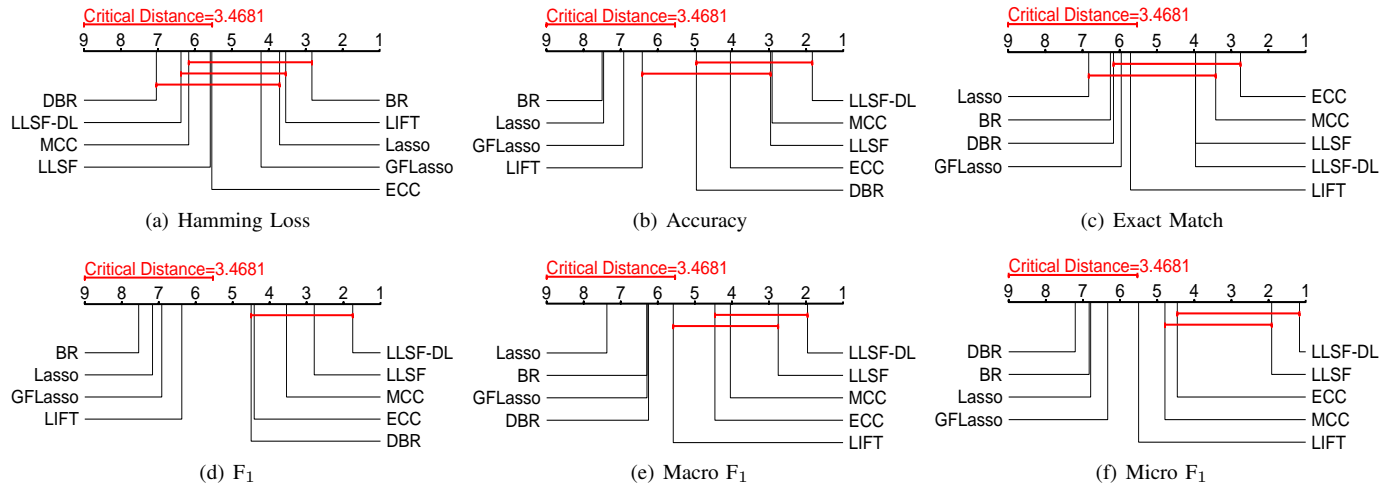 Critical Distance=3.4681
9 8 7 6 5 4 3 2 1
DBR
LLSF-DL
MCC
LLSF
BR
LIFT
Lasso
GFLasso
ECC
(a) Hamming Loss
Critical Distance=3.4681
9 8 7 6 5 4 3 2 1
BR
Lasso
GFLasso
LIFT
LLSF-DL
MCC
LLSF
ECC
DBR
(b) Accuracy
Critical Distance=3.4681
9 8 7 6 5 4 3 2 1
Lasso
BR
DBR
GFLasso
ECC
MCC
LLSF
LLSF-DL
LIFT
(c) Exact Match
Critical Distance=3.4681
9 8 7 6 5 4 3 2 1
BR
Lasso
GFLasso
LIFT
LLSF-DL
LLSF
MCC
ECC
DBR
(d) F₁
Critical Distance=3.4681
9 8 7 6 5 4 3 2 1
Lasso
BR
GFLasso
DBR
LLSF-DL
LLSF
MCC
ECC
LIFT
(e) Macro F₁
Critical Distance=3.4681
9 8 7 6 5 4 3 2 1
DBR
BR
Lasso
GFLasso
LLSF-DL
LLSF
ECC
MCC
LIFT
(f) Micro F₁